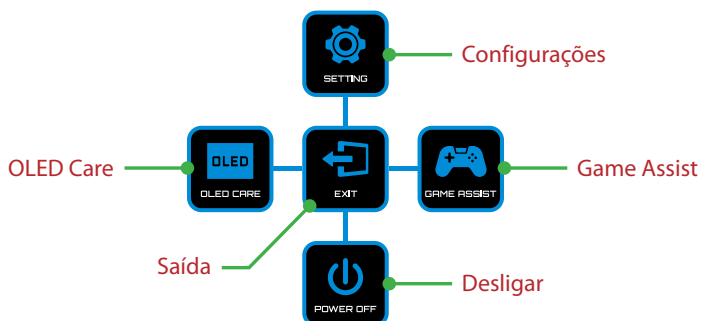 Configurações
SETTING
OLED
OLED Care
OLED CARE
EXIT
GAME ASSIST
Game Assist
Saída
Desligar
POWER OFF